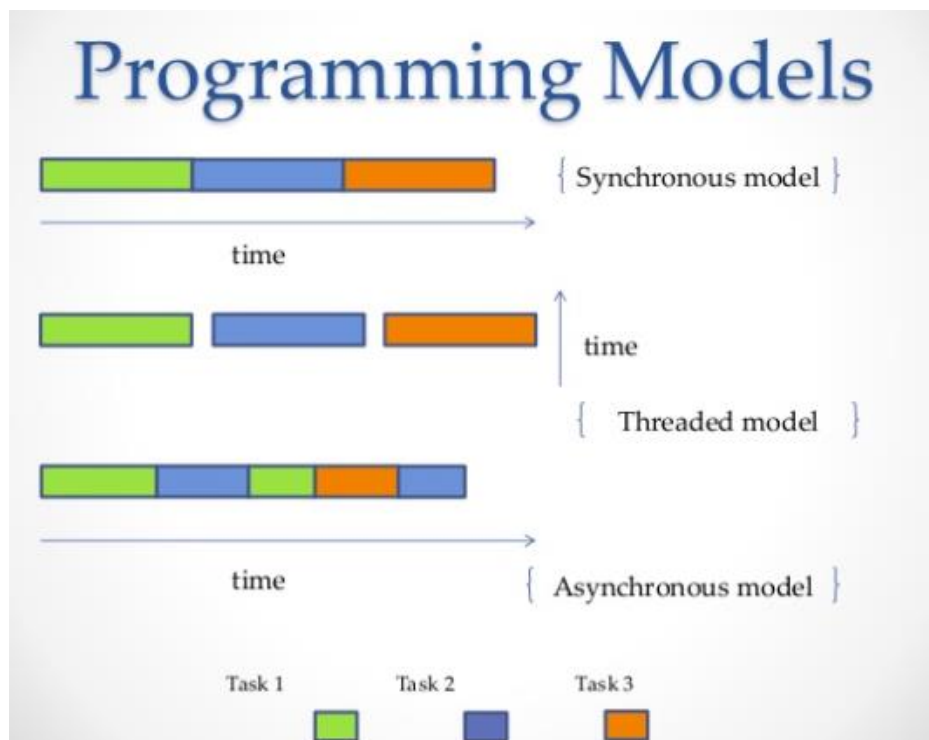 Programming Models
{ Synchronous model }
time
time
{ Threaded model }
time
{ Asynchronous model }
Task 1 Task 2 Task 3